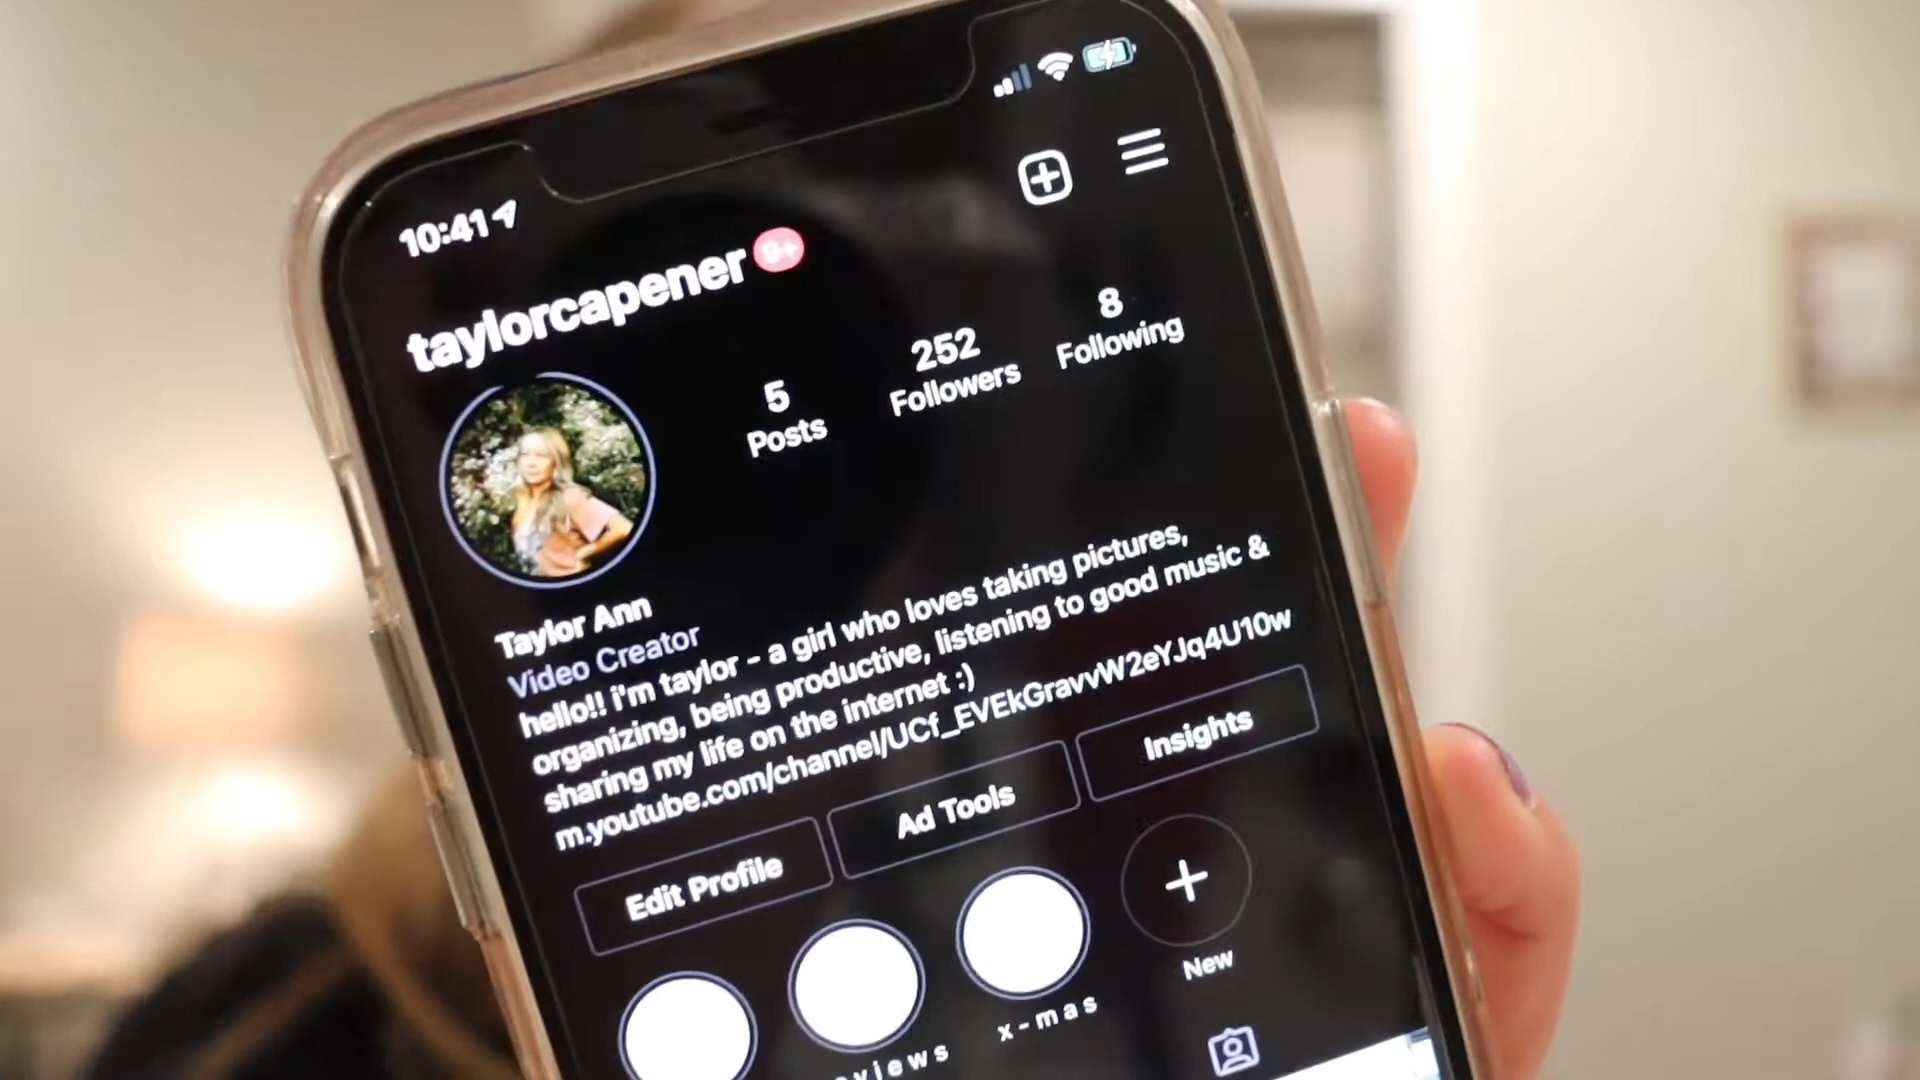 10:41
taylorcapener 9+
5 252 8
Posts Followers Following
Taylor Ann
Video Creator
hello!! i'm taylor - a girl who loves taking pictures,
organizing, being productive, listening to good music &
sharing my life on the internet :)
m.youtube.com/channel/UCf_EVEkGravvW2eYJq4U10w
Edit Profile Ad Tools Insights
x-mas New